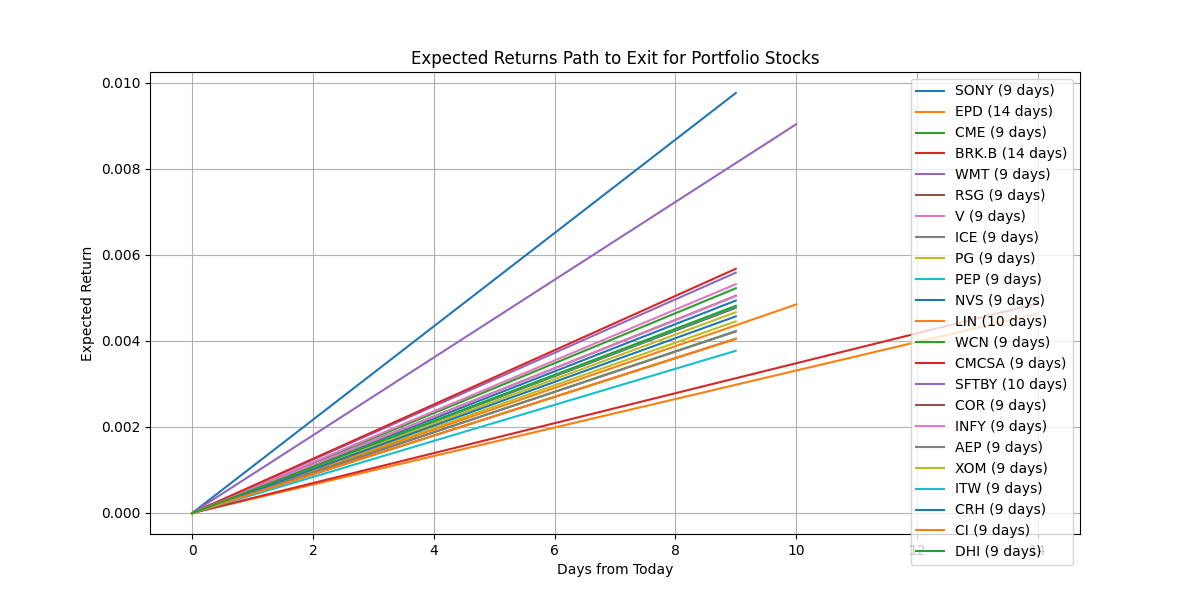 Expected Returns Path to Exit for Portfolio Stocks
Expected Return
0.010
0.008
0.006
0.004
0.002
0.000
0
2
4
6
8
10
12
14
Days from Today
SONY (9 days)
EPD (14 days)
CME (9 days)
BRK.B (14 days)
WMT (9 days)
RSG (9 days)
V (9 days)
ICE (9 days)
PG (9 days)
PEP (9 days)
NVS (9 days)
LIN (10 days)
WCN (9 days)
CMCSA (9 days)
SFTBY (10 days)
COR (9 days)
INFY (9 days)
AEP (9 days)
XOM (9 days)
ITW (9 days)
CRH (9 days)
CI (9 days)
DHI (9 days)